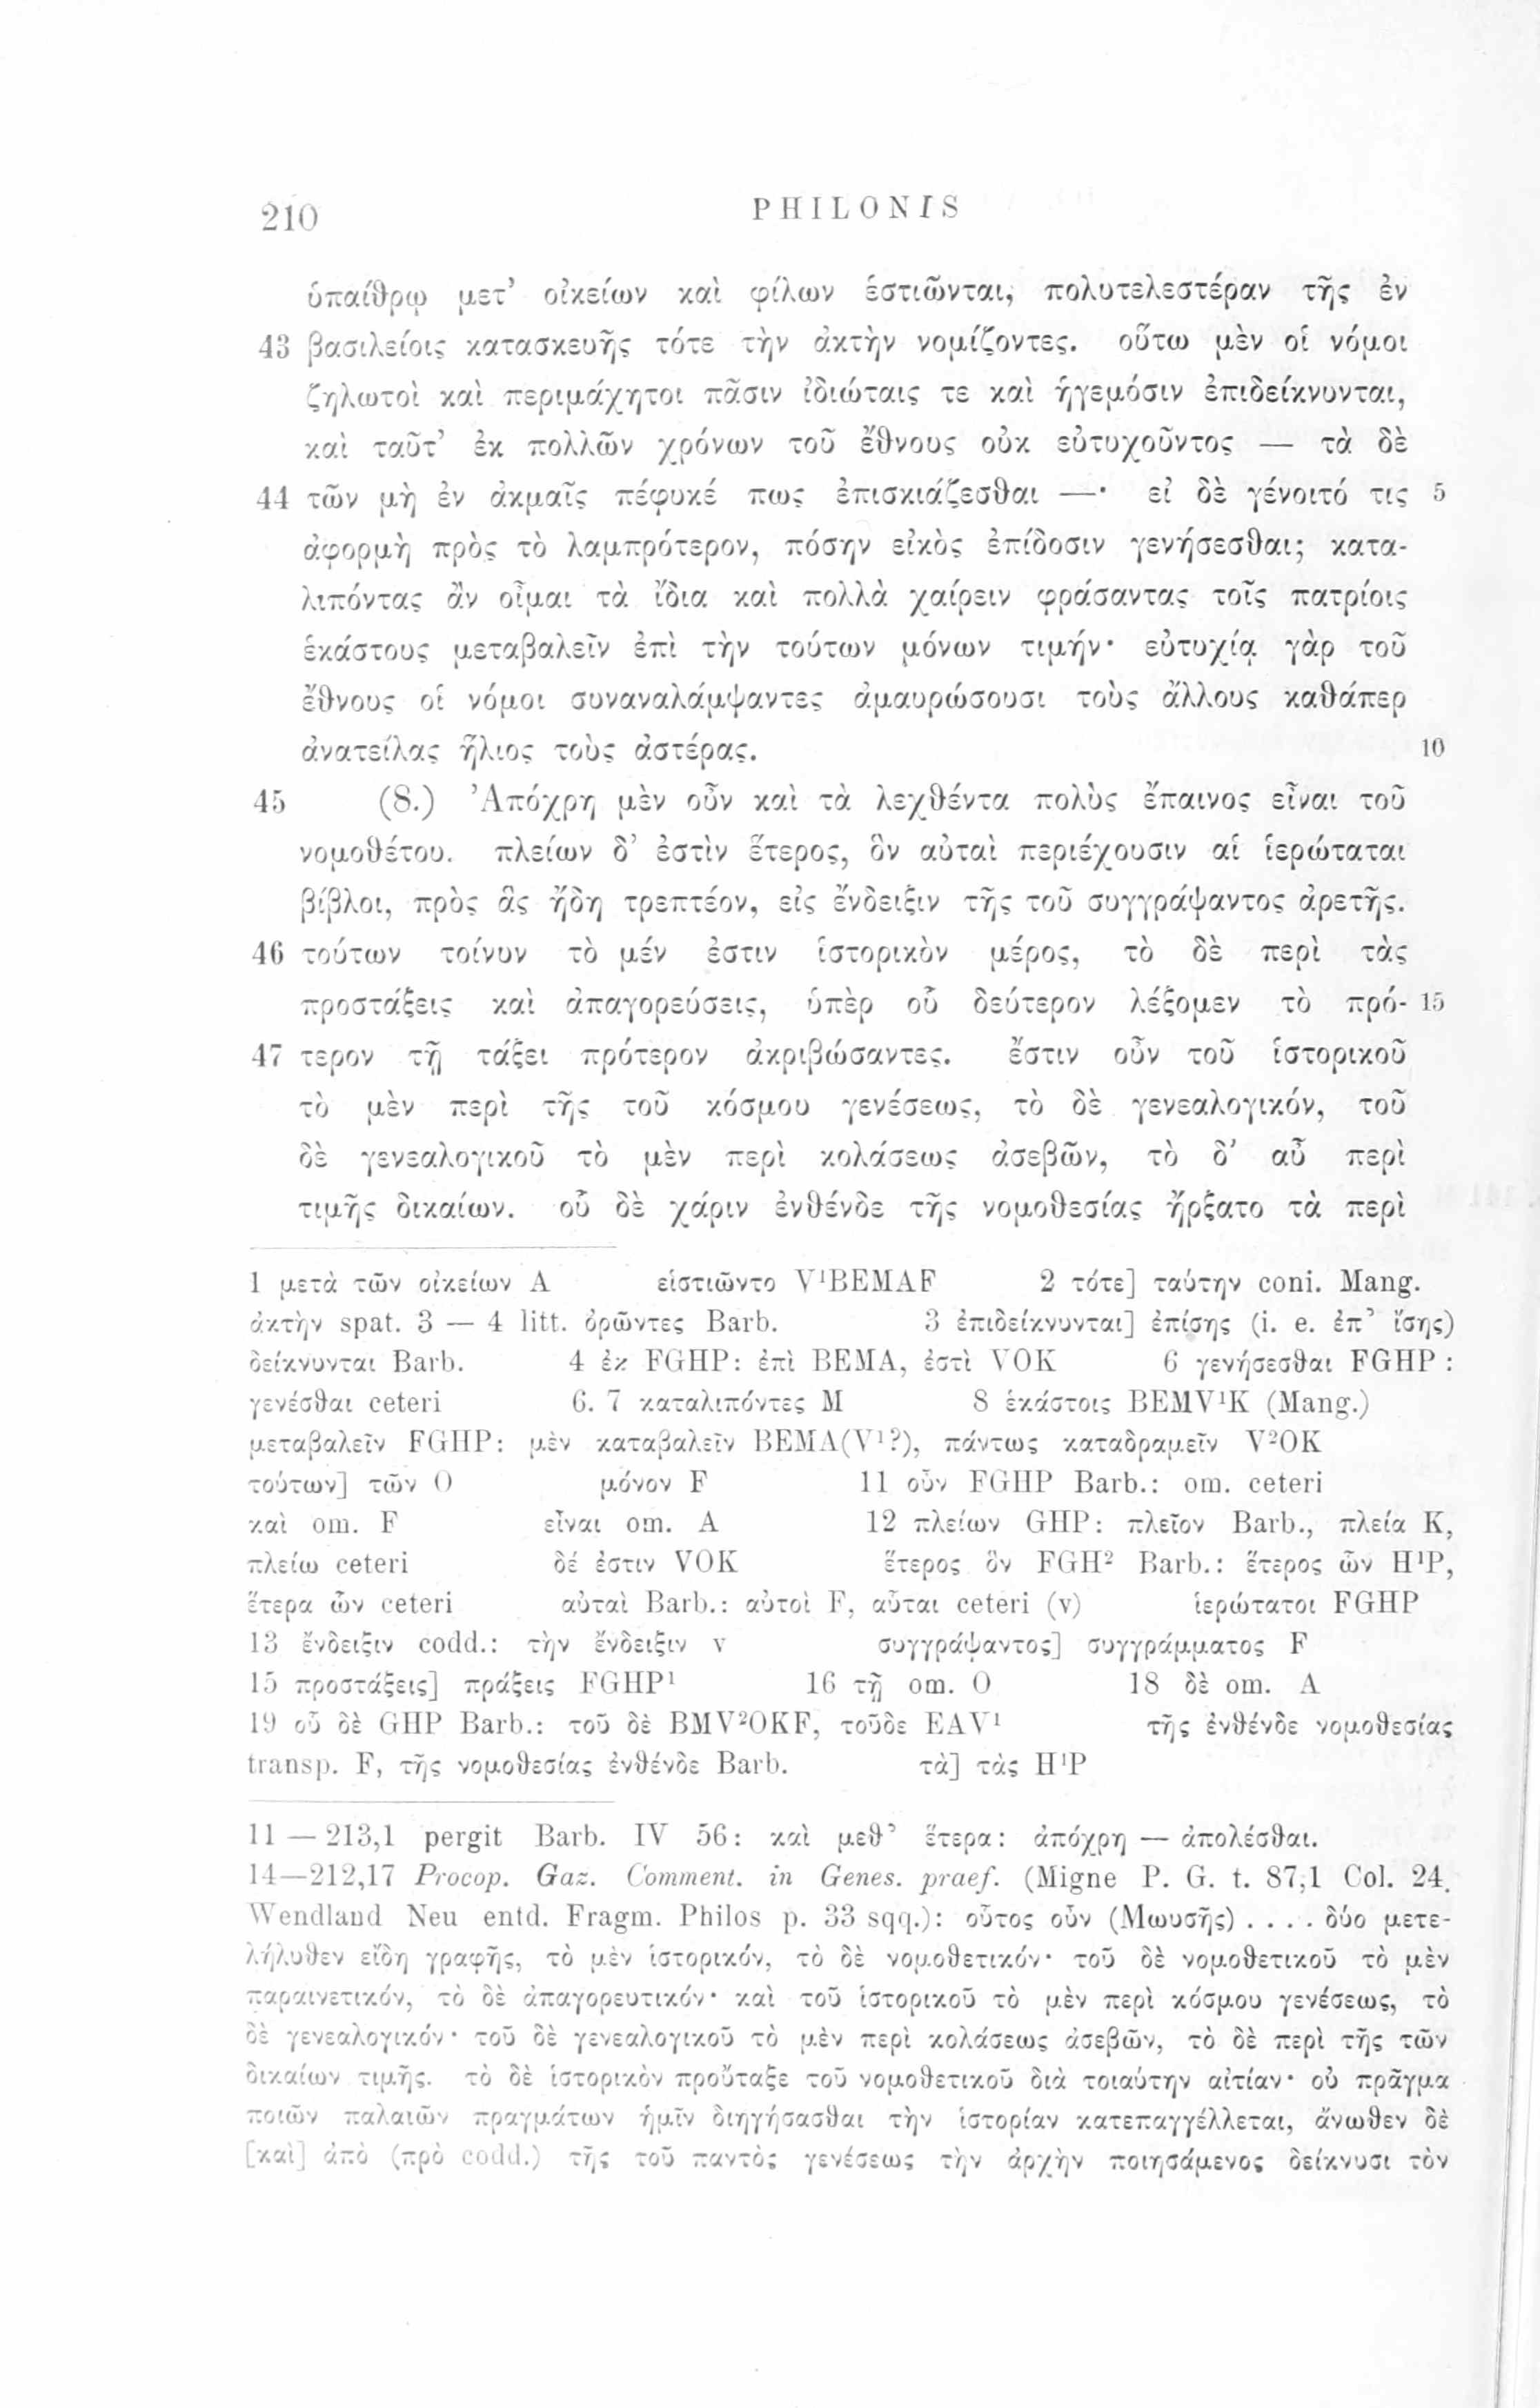 210
PHILONIS
ὑπαίθρῳ μετ’ οἰκείων καὶ φίλων ἑστιῶνται, πολυτελεστέραν τῆς ἐν
43 βασιλείοις κατασκευῆς τότε τὴν ἀκτὴν νομίζοντες. οὕτω μὲν οἱ νόμοι
ζηλωτοὶ καὶ περιμάχητοι πᾶσιν ἰδιώταις τε καὶ ἡγεμόσιν ἐπιδείκνυνται,
καὶ ταῦτ’ ἐκ πολλῶν χρόνων τοῦ ἔθνους οὐκ εὐτυχοῦντος — τὰ δὲ
44 τῶν μὴ ἐν ἀκμαῖς πέφυκέ πως ἐπισκιάζεσθαι —· εἰ δὲ γένοιτό τις 5
ἀφορμὴ πρὸς τὸ λαμπρότερον, πόσην εἰκὸς ἐπίδοσιν γενήσεσθαι; κατα-
λιπόντας ἂν οἶμαι τὰ ἴδια καὶ πολλὰ χαίρειν φράσαντας τοῖς πατρίοις
ἑκάστους μεταβαλεῖν ἐπὶ τὴν τούτων μόνων τιμήν· εὐτυχίᾳ γὰρ τοῦ
ἔθνους οἱ νόμοι συναναλάμψαντες ἀμαυρώσουσι τοὺς ἄλλους καθάπερ
ἀνατείλας ἥλιος τοὺς ἀστέρας. 10
45 (8.) Ἀπόχρη μὲν οὖν καὶ τὰ λεχθέντα πολὺς ἔπαινος εἶναι τοῦ
νομοθέτου. πλείων δ’ ἐστὶν ἕτερος, ὃν αὐταὶ περιέχουσιν αἱ ἱερώταται
βίβλοι, πρὸς ἃς ἤδη τρεπτέον, εἰς ἔνδειξιν τῆς τοῦ συγγράψαντος ἀρετῆς.
46 τούτων τοίνυν τὸ μέν ἐστιν ἱστορικὸν μέρος, τὸ δὲ περὶ τὰς
προστάξεις καὶ ἀπαγορεύσεις, ὑπὲρ οὗ δεύτερον λέξομεν τὸ πρό- 15
47 τερον τῇ τάξει πρότερον ἀκριβώσαντες. ἔστιν οὖν τοῦ ἱστορικοῦ
τὸ μὲν περὶ τῆς τοῦ κόσμου γενέσεως, τὸ δὲ γενεαλογικόν, τοῦ
δὲ γενεαλογικοῦ τὸ μὲν περὶ κολάσεως ἀσεβῶν, τὸ δ’ αὖ περὶ
τιμῆς δικαίων. οὗ δὲ χάριν ἐνθένδε τῆς νομοθεσίας ἤρξατο τὰ περὶ
1 μετὰ τῶν οἰκείων A εἱστιῶντο V¹BEMAF 2 τότε] ταύτην coni. Mang.
ἀκτὴν spat. 3 — 4 litt. ὁρῶντες Barb. 3 ἐπιδείκνυνται] ἐπίσης (i. e. ἐπ’ ἴσης)
δείκνυνται Barb. 4 ἐκ FGHP: ἐπὶ BEMA, ἐστὶ VOK 6 γενήσεσθαι FGHP :
γενέσθαι ceteri 6. 7 καταλιπόντες M 8 ἑκάστοις BEMV¹K (Mang.)
μεταβαλεῖν FGHP: μὲν καταβαλεῖν BEMA(V¹?), πάντως καταδραμεῖν V²OK
τούτων] τῶν O μόνον F 11 οὖν FGHP Barb.: om. ceteri
καὶ om. F εἶναι om. A 12 πλείων GHP: πλεῖον Barb., πλεία K,
πλείω ceteri δέ ἐστιν VOK ἕτερος ὃν FGH² Barb.: ἕτερος ὧν H¹P,
ἕτερα ὧν ceteri αὐταὶ Barb.: αὐτοὶ F, αὗται ceteri (v) ἱερώτατοι FGHP
13 ἔνδειξιν codd.: τὴν ἔνδειξιν v συγγράψαντος] συγγράμματος F
15 προστάξεις] πράξεις FGHP¹ 16 τῇ om. O 18 δὲ om. A
19 οὗ δὲ GHP Barb.: τοῦ δὲ BMV²OKF, τοῦδε EAV¹ τῆς ἐνθένδε νομοθεσίας
transp. F, τῆς νομοθεσίας ἐνθένδε Barb. τὰ] τὰς H¹P
11 — 213,1 pergit Barb. IV 56: καὶ μεθ’ ἕτερα: ἀπόχρη — ἀπολέσθαι.
14—212,17 Procop. Gaz. Comment. in Genes. praef. (Migne P. G. t. 87,1 Col. 24.
Wendland Neu entd. Fragm. Philos p. 33 sqq.): οὗτος οὖν (Μωυσῆς) . . . . δύο μετε-
λήλυθεν εἴδη γραφῆς, τὸ μὲν ἱστορικόν, τὸ δὲ νομοθετικόν· τοῦ δὲ νομοθετικοῦ τὸ μὲν
παραινετικόν, τὸ δὲ ἀπαγορευτικόν· καὶ τοῦ ἱστορικοῦ τὸ μὲν περὶ κόσμου γενέσεως, τὸ
δὲ γενεαλογικόν· τοῦ δὲ γενεαλογικοῦ τὸ μὲν περὶ κολάσεως ἀσεβῶν, τὸ δὲ περὶ τῆς τῶν
δικαίων τιμῆς. τὸ δὲ ἱστορικὸν προὔταξε τοῦ νομοθετικοῦ διὰ τοιαύτην αἰτίαν· οὐ πρᾶγμα
ποιῶν παλαιῶν πραγμάτων ἡμῖν διηγήσασθαι τὴν ἱστορίαν κατεπαγγέλλεται, ἄνωθεν δὲ
[καὶ] ἀπὸ (πρὸ codd.) τῆς τοῦ παντὸς γενέσεως τὴν ἀρχὴν ποιησάμενος δείκνυσι τὸν